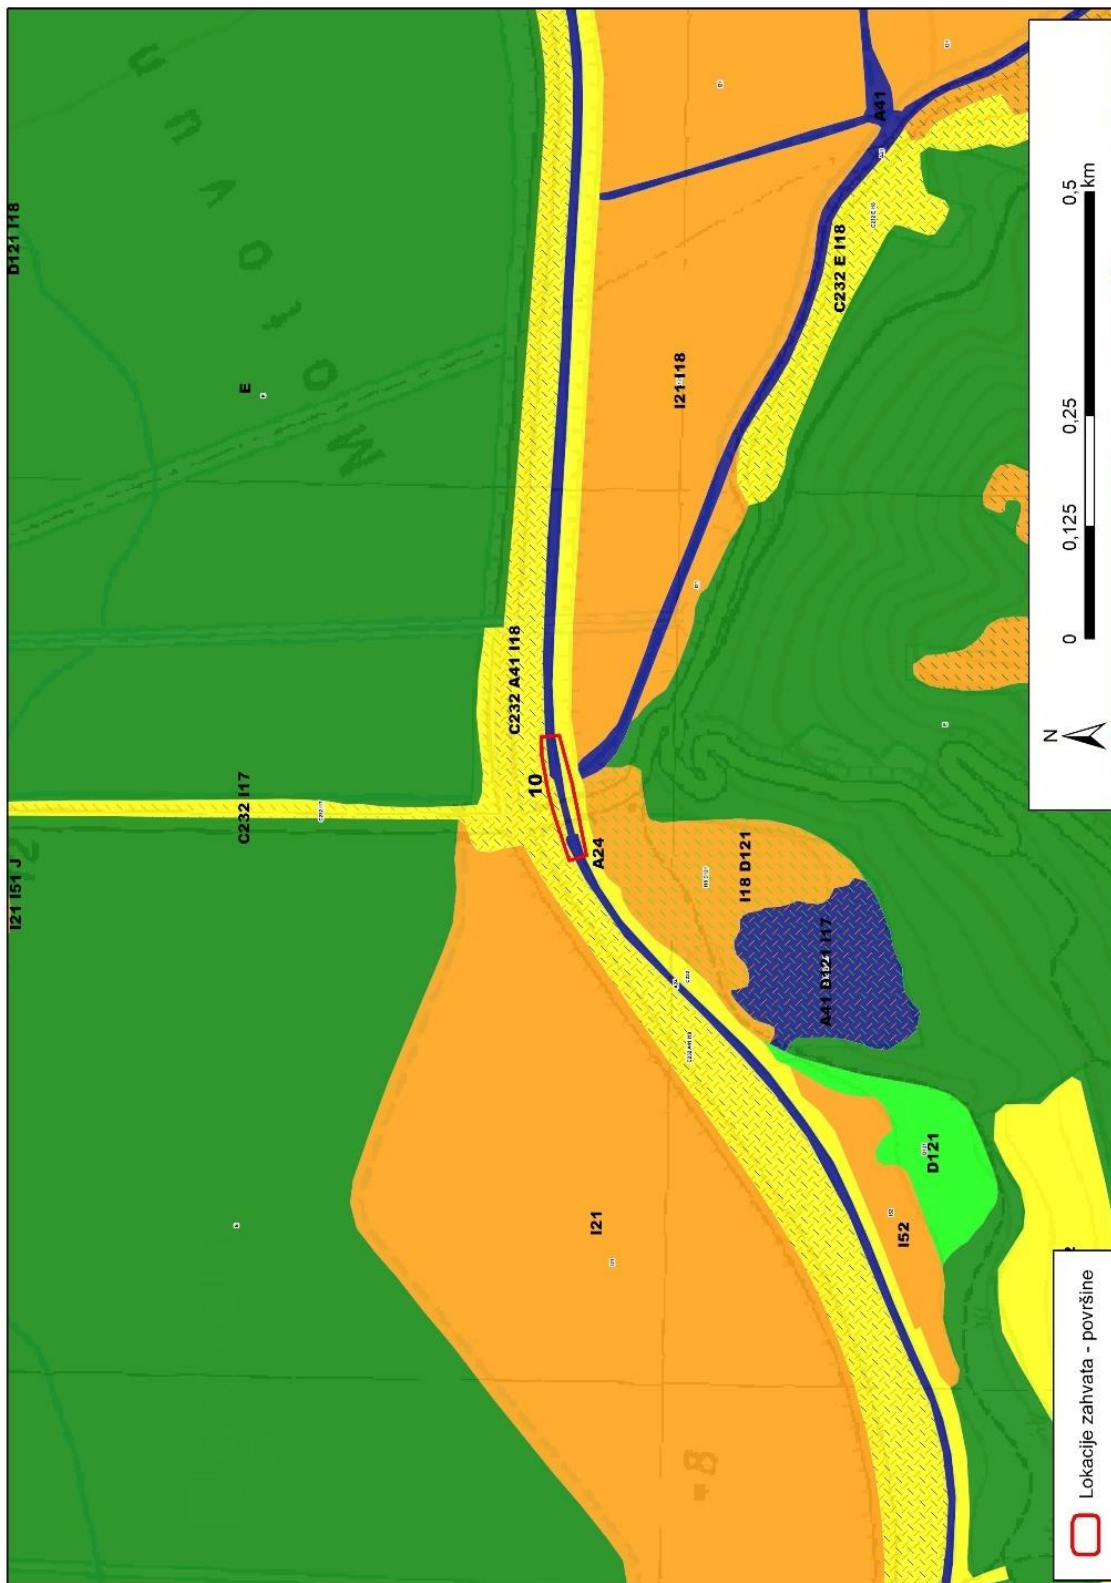 D121 I18
E
Motovun
I21 I51 J
C232 I17
C232 A41 I18
10
A24
A41
C232 E I18
I21 I18
I18 D121
A41 D121 I17
I21
I52
D121
N
0 0,125 0,25 0,5
km
Lokacije zahvata - površine